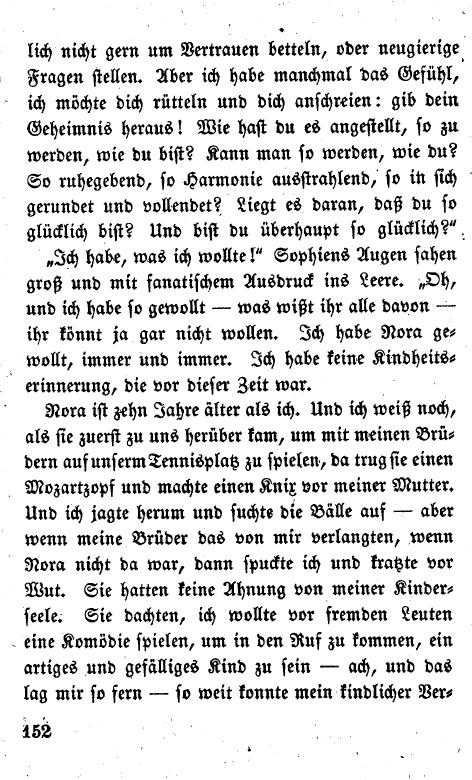 lich nicht gern um Vertrauen betteln, oder neugierige
Fragen stellen. Aber ich habe manchmal das Gefühl,
ich möchte dich rütteln und dich anschreien: gib dein
Geheimnis heraus! Wie hast du es angestellt, so zu
werden, wie du bist? Kann man so werden, wie du?
So ruhegebend, so Harmonie ausstrahlend, so in sich
gerundet und vollendet? Liegt es daran, daß du so
glücklich bist? Und bist du überhaupt so glücklich?“
„Ich habe, was ich wollte!“ Sophiens Augen sahen
groß und mit fanatischem Ausdruck ins Leere. „Oh,
und ich habe so gewollt — was wißt ihr alle davon —
ihr könnt ja gar nicht wollen. Ich habe Nora ge-
wollt, immer und immer. Ich habe keine Kindheits-
erinnerung, die vor dieser Zeit war.
Nora ist zehn Jahre älter als ich. Und ich weiß noch,
als sie zuerst zu uns herüber kam, um mit meinen Brü-
dern auf unserm Tennisplatz zu spielen, da trug sie einen
Mozartzopf und machte einen Knix vor meiner Mutter.
Und ich jagte herum und suchte die Bälle auf — aber
wenn meine Brüder das von mir verlangten, wenn
Nora nicht da war, dann spuckte ich und kratzte vor
Wut. Sie hatten keine Ahnung von meiner Kinder-
seele. Sie dachten, ich wollte vor fremden Leuten
eine Komödie spielen, um in den Ruf zu kommen, ein
artiges und gefälliges Kind zu sein — ach, und das
lag mir so fern — so weit konnte mein kindlicher Ver-
152